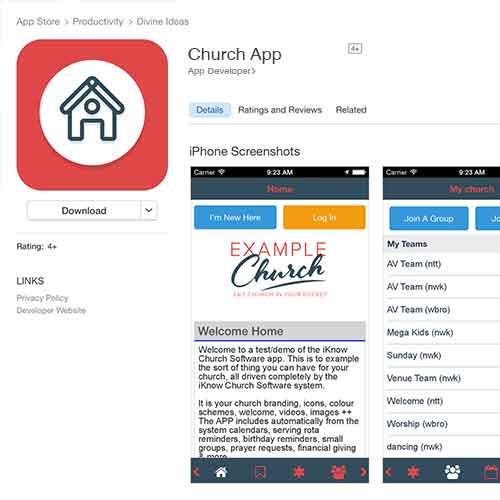 App Store > Productivity > Divine Ideas
Church App
4+
App Developer>
Details Ratings and Reviews Related
Download
Rating: 4+
LINKS
Privacy Policy
Developer Website
iPhone Screenshots
Carrier 9:23 AM
Home
I'm New Here
Log in
EXAMPLE
Church
24/7 CHURCH IN YOUR POCKET
Welcome Home
Welcome to a test/demo of the iKnow
Church Software app. This is to example
the sort of thing you can have for your
church, all driven completely by the
iKnow Church Software system.
It is your church branding, icons, colour
schemes, welcome, videos, images ++
The APP includes automatically from the
system calendars, serving rota
reminders, birthday reminders, small
groups, prayer requests, financial giving
& more
Carrier 9:23 AM
My church
Join A Group
Jo
My Teams
AV Team (ntt)
AV Team (nwk)
AV Team (wbro)
Mega Kids (nwk)
Sunday (nwk)
Venue Team (nwk)
Welcome (ntt)
Worship (wbro)
dancing (nwk)